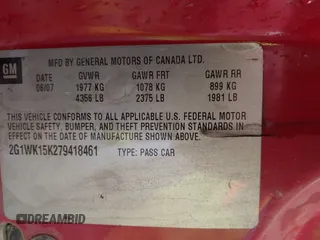 GM
MFD BY GENERAL MOTORS OF CANADA LTD.
DATE GVWR GAWR FRT GAWR RR
06/07 1977 KG 1078 KG 899 KG
4356 LB 2375 LB 1981 LB
THIS VEHICLE CONFORMS TO ALL APPLICABLE U.S. FEDERAL MOTOR
VEHICLE SAFETY, BUMPER, AND THEFT PREVENTION STANDARDS IN
EFFECT ON THE DATE OF MANUFACTURE SHOWN ABOVE.
2G1WK15K279418461 TYPE: PASS CAR
DREAMBID